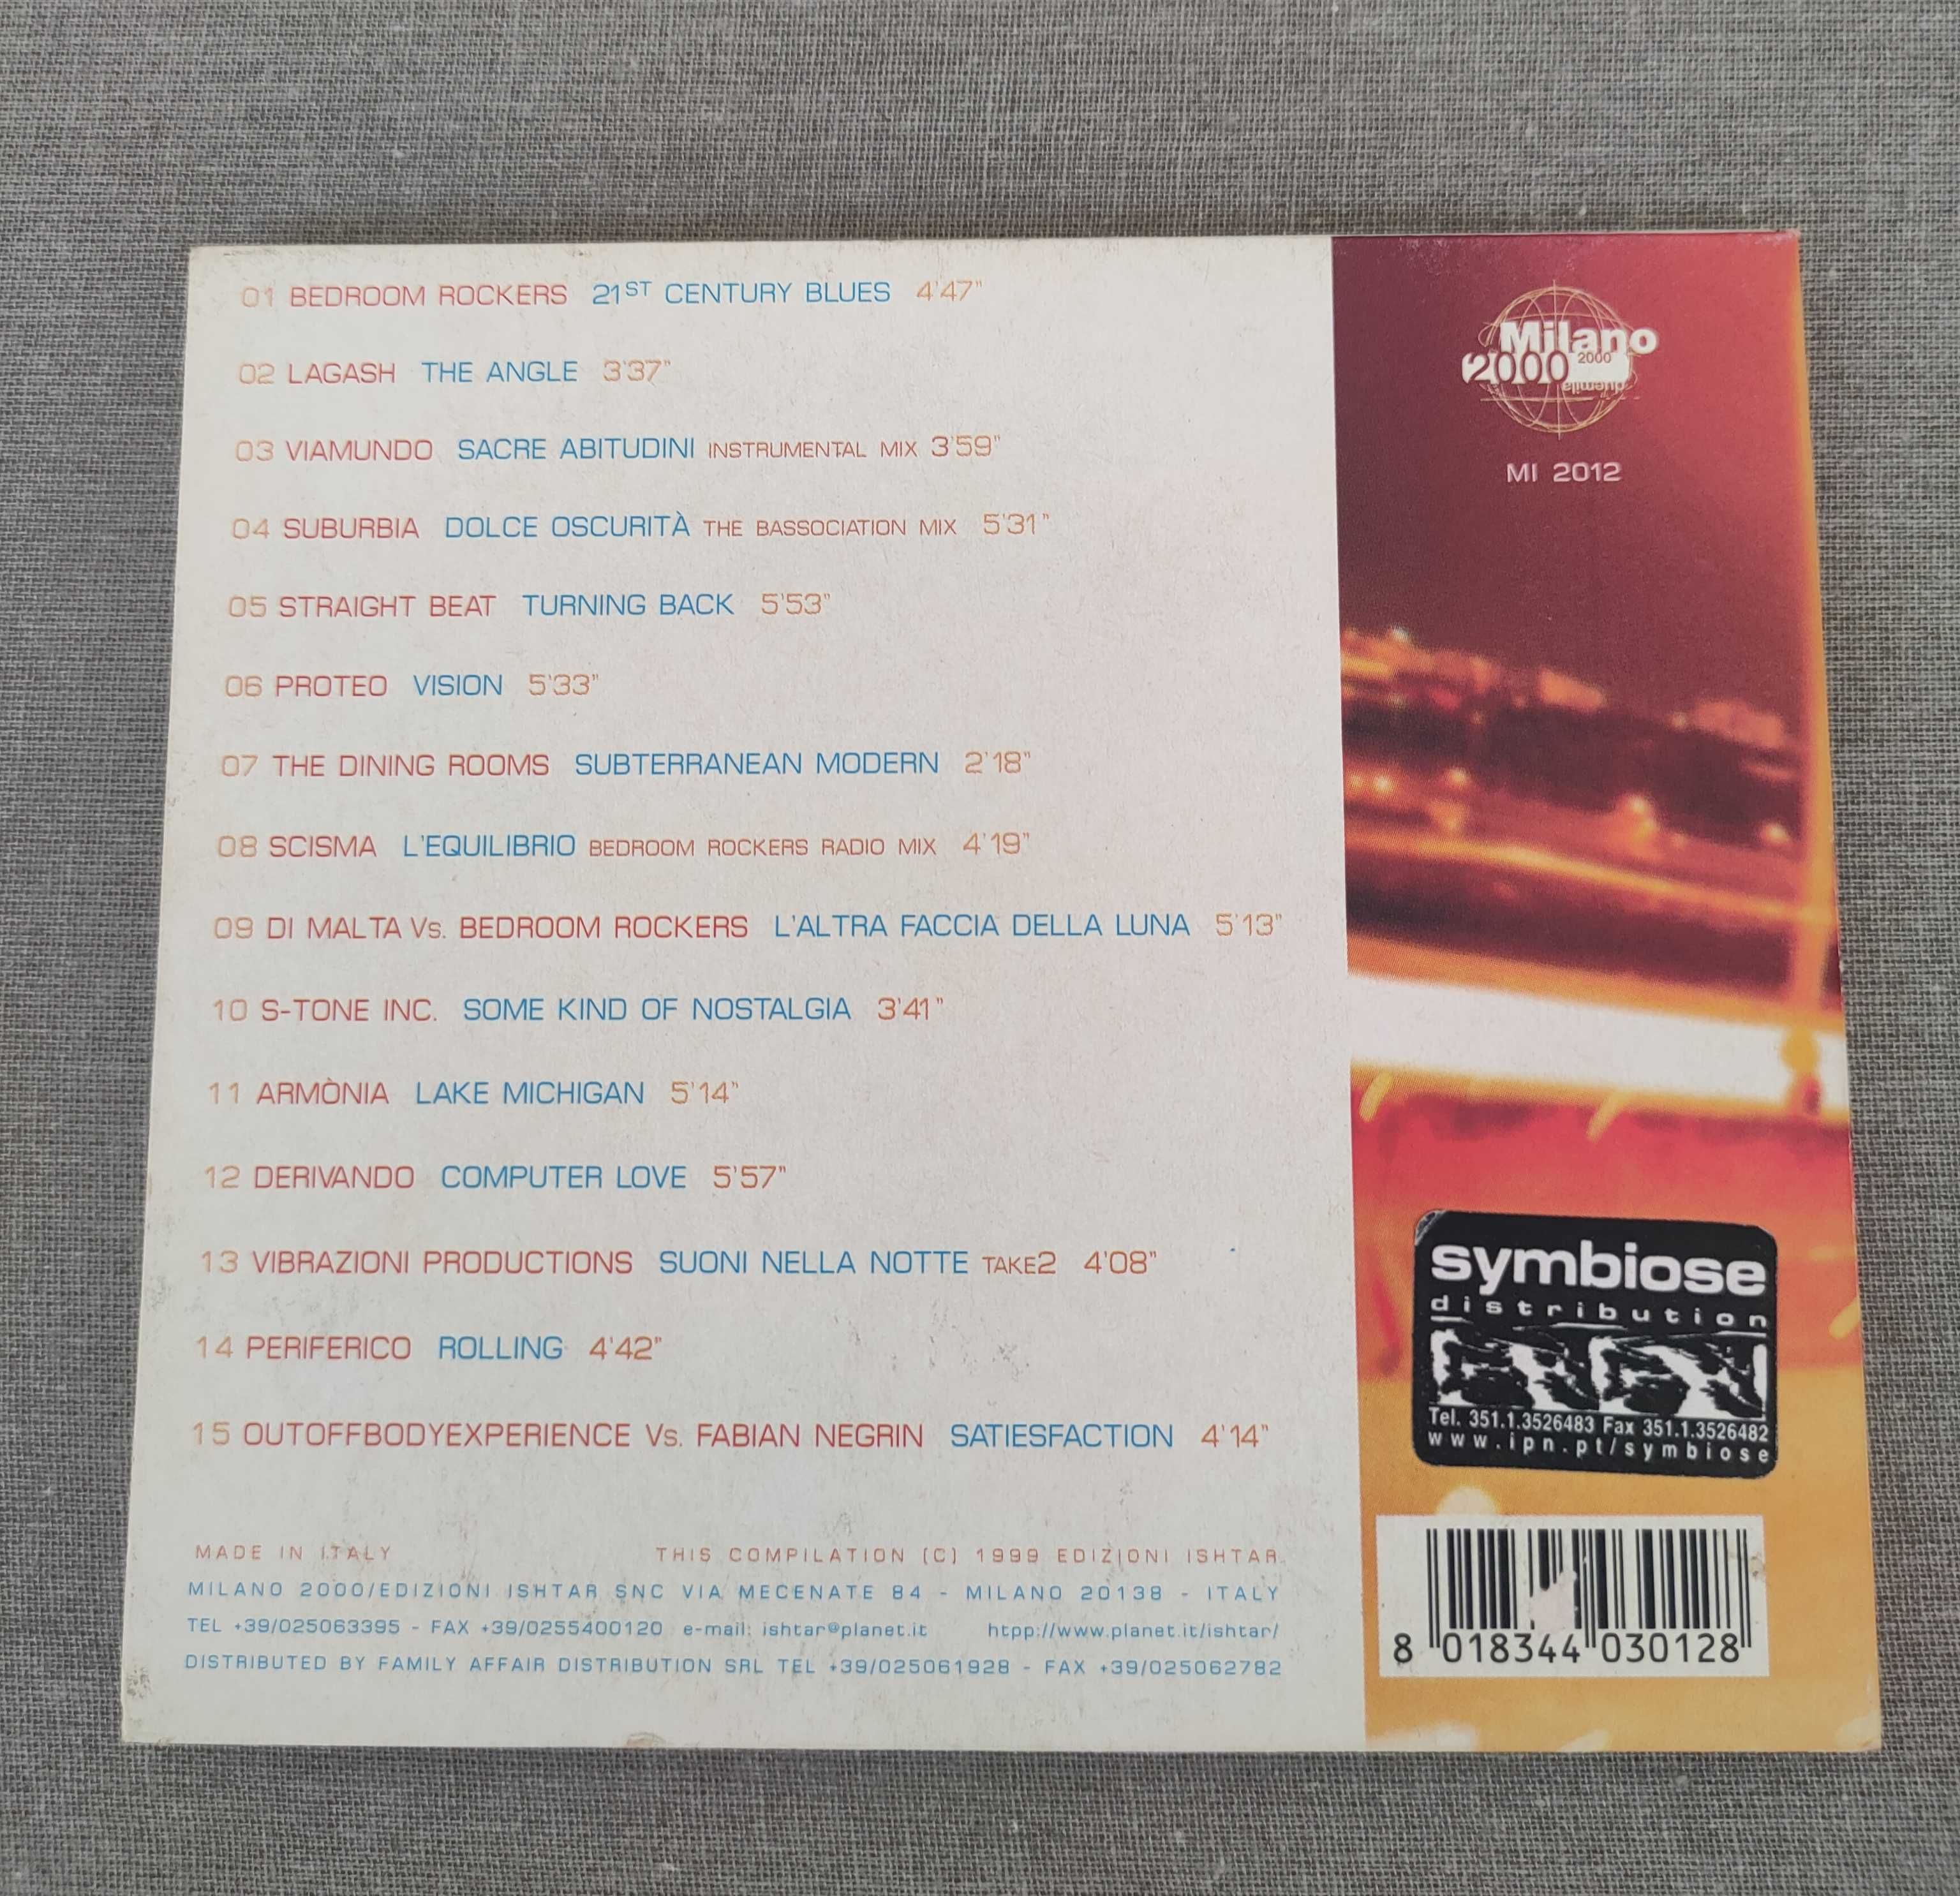 01 BEDROOM ROCKERS 21ST CENTURY BLUES 4'47"
02 LAGASH THE ANGLE 3'37"
03 VIAMUNDO SACRE ABITUDINI INSTRUMENTAL MIX 3'59"
04 SUBURBIA DOLCE OSCURITÀ THE BASSOCIATION MIX 5'31"
05 STRAIGHT BEAT TURNING BACK 5'53"
06 PROTEO VISION 5'33"
07 THE DINING ROOMS SUBTERRANEAN MODERN 2'18"
08 SCISMA L'EQUILIBRIO BEDROOM ROCKERS RADIO MIX 4'19"
09 DI MALTA Vs. BEDROOM ROCKERS L'ALTRA FACCIA DELLA LUNA 5'13"
10 S-TONE INC. SOME KIND OF NOSTALGIA 3'41"
11 ARMÒNIA LAKE MICHIGAN 5'14"
12 DERIVANDO COMPUTER LOVE 5'57"
13 VIBRAZIONI PRODUCTIONS SUONI NELLA NOTTE TAKE2 4'08"
14 PERIFERICO ROLLING 4'42"
15 OUTOFFBODYEXPERIENCE Vs. FABIAN NEGRIN SATIESFACTION 4'14"
MADE IN ITALY THIS COMPILATION (C) 1999 EDIZIONI ISHTAR.
MILANO 2000/EDIZIONI ISHTAR SNC VIA MECENATE 84 - MILANO 20138 - ITALY
TEL +39/025063395 - FAX +39/0255400120 e-mail: ishtar@planet.it htpp://www.planet.it/ishtar/
DISTRIBUTED BY FAMILY AFFAIR DISTRIBUTION SRL TEL +39/025061928 - FAX +39/025062782
Milano
2000 2000
MI 2012
symbiose
distribution
Tel. 351.1.3526483 Fax 351.1.3526482
www.ipn.pt/symbiose
8 018344 030128